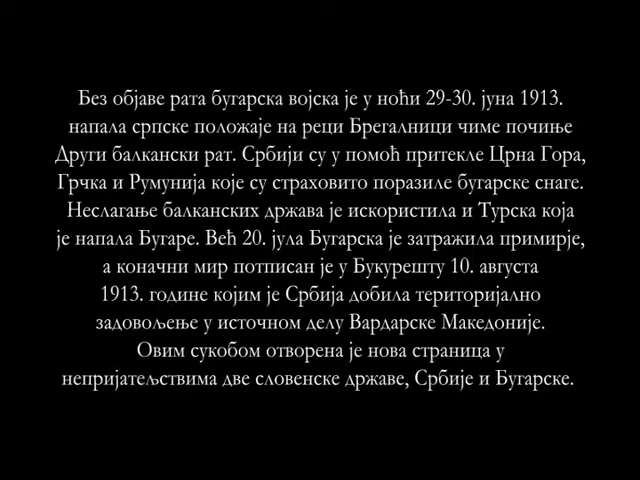 Без објаве рата бугарска војска је у ноћи 29-30. јуна 1913.
напала српске положаје на реци Брегалници чиме почиње
Други балкански рат. Србији су у помоћ притекле Црна Гора,
Грчка и Румунија које су страховито поразиле бугарске снаге.
Неслагање балканских држава је искористила и Турска која
је напала Бугаре. Већ 20. јула Бугарска је затражила примирје,
а коначни мир потписан је у Букурешту 10. августа
1913. године којим је Србија добила територијално
задовољење у источном делу Вардарске Македоније.
Овим сукобом отворена је нова страница у
непријатељствима две словенске државе, Србије и Бугарске.